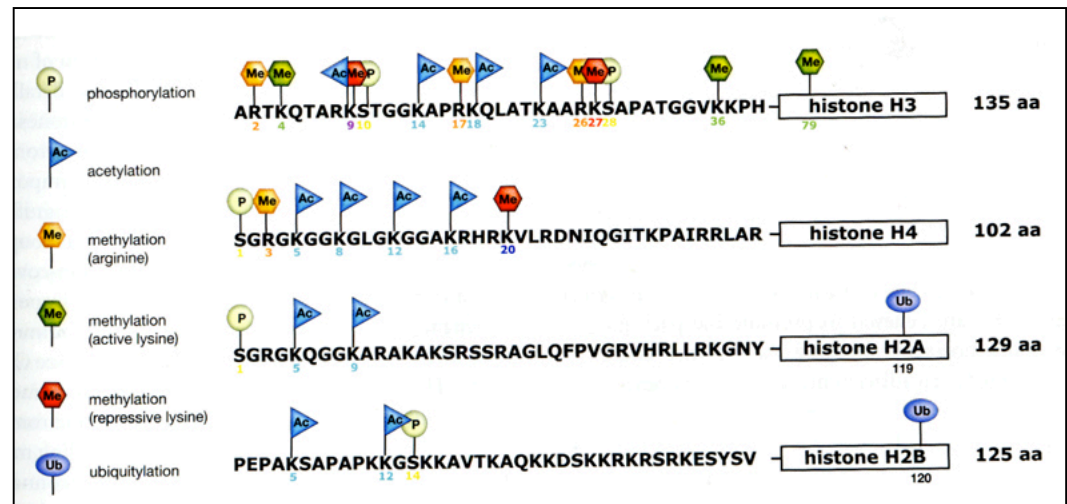 P phosphorylation
Ac acetylation
Me methylation
(arginine)
Me methylation
(active lysine)
Me methylation
(repressive lysine)
Ub ubiquitylation
Me Me Ac Me P Ac Me Ac Ac M Me P Me Me
ARTKQTARKSTGGKAPRKQLATKAARKSAPATGGVKKPH- histone H3 135 aa
2 4 9 10 14 17 18 23 26 27 28 36 79
P Me Ac Ac Ac Ac Me
SGRGKGGKGLGKGGAKRHRKVLRDNIQGITKPAIRRLAR- histone H4 102 aa
1 3 5 8 12 16 20
P Ac Ac Ub
SGRGKQGGKARAKAKSRSSRAGLQFPVGRVHRLLRKGNY- histone H2A 129 aa
1 5 9 119
Ac Ac P Ub
PEPAKSAPAPKKGSKKAVTKAQKKDSKKRKRSRKESYSV- histone H2B 125 aa
5 12 14 120